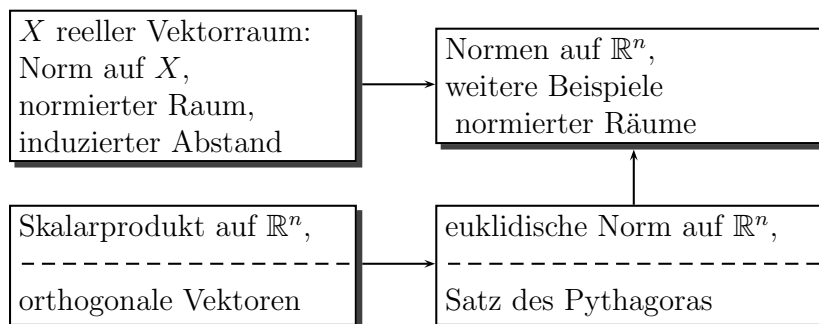 X reeller Vektorraum:
Norm auf X,
normierter Raum,
induzierter Abstand
Normen auf ℝⁿ,
weitere Beispiele
normierter Räume
Skalarprodukt auf ℝⁿ,
orthogonale Vektoren
euklidische Norm auf ℝⁿ,
Satz des Pythagoras